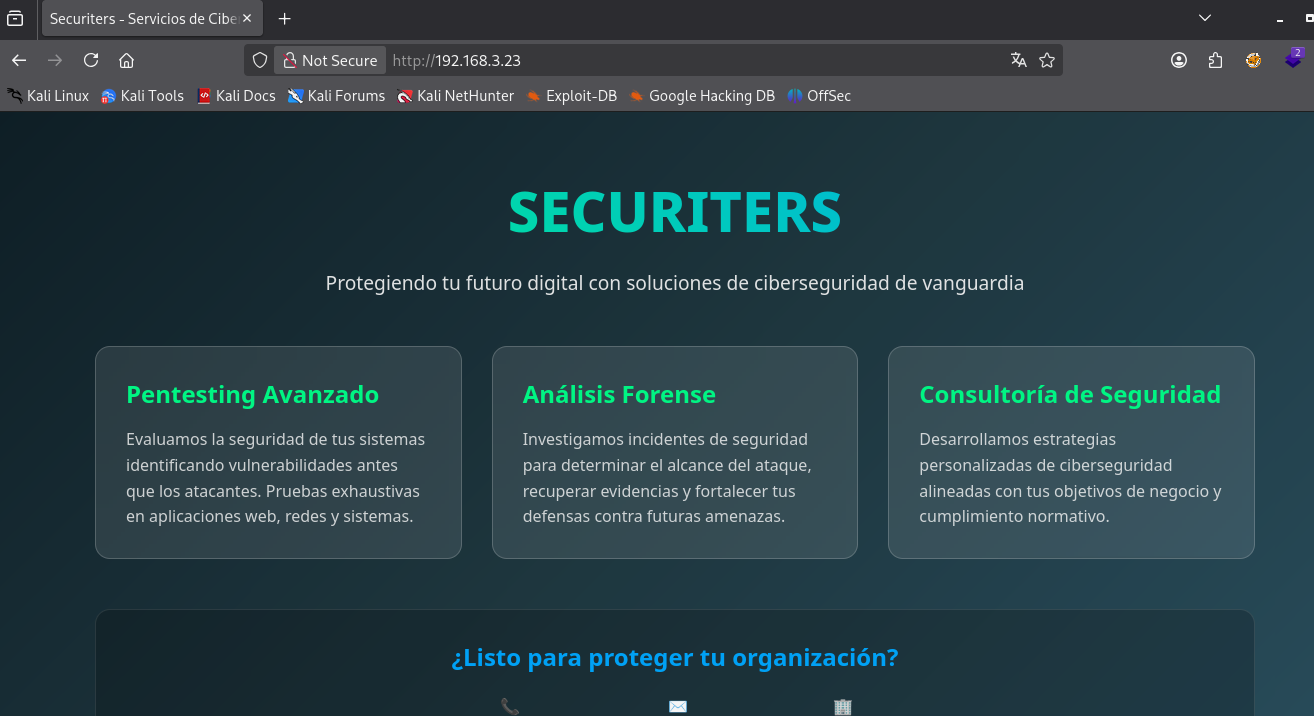 Securiters - Servicios de Cibe
Not Secure
http://192.168.3.23
2
Kali Linux
Kali Tools
Kali Docs
Kali Forums
Kali NetHunter
Exploit-DB
Google Hacking DB
OffSec
SECURITERS
Protegiendo tu futuro digital con soluciones de ciberseguridad de vanguardia
Pentesting Avanzado
Evaluamos la seguridad de tus sistemas
identificando vulnerabilidades antes
que los atacantes. Pruebas exhaustivas
en aplicaciones web, redes y sistemas.
Análisis Forense
Investigamos incidentes de seguridad
para determinar el alcance del ataque,
recuperar evidencias y fortalecer tus
defensas contra futuras amenazas.
Consultoría de Seguridad
Desarrollamos estrategias
personalizadas de ciberseguridad
alineadas con tus objetivos de negocio y
cumplimiento normativo.
¿Listo para proteger tu organización?